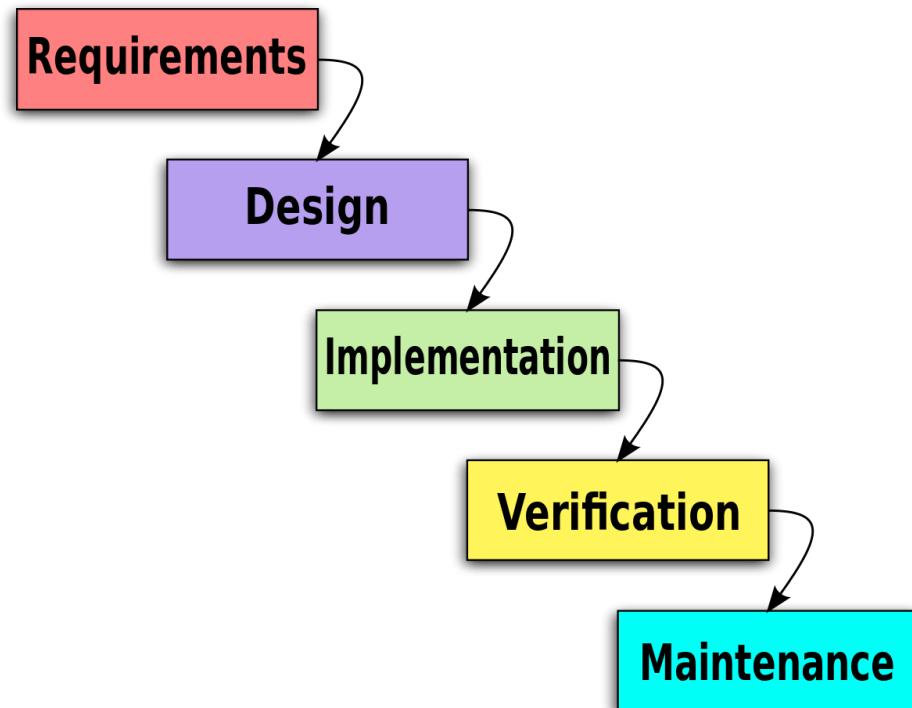 Requirements
Design
Implementation
Verification
Maintenance